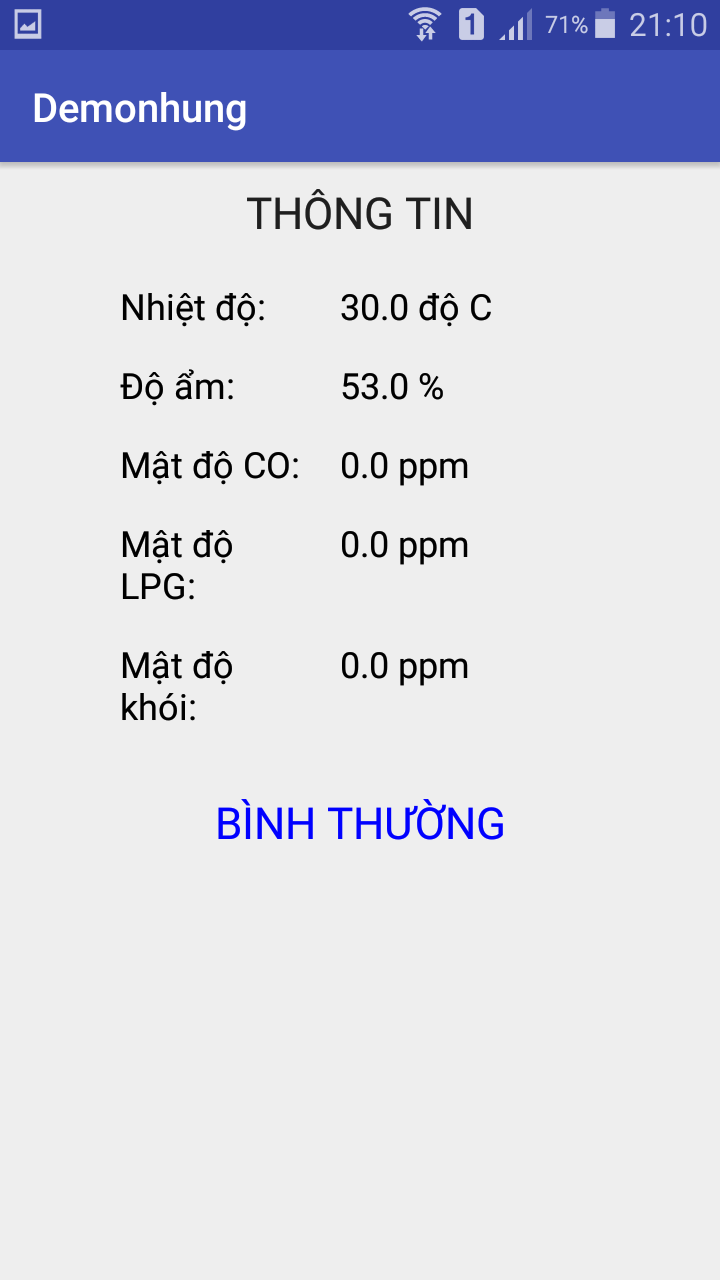 1 71% 21:10
Demonhung
THÔNG TIN
Nhiệt độ: 30.0 độ C
Độ ẩm: 53.0 %
Mật độ CO: 0.0 ppm
Mật độ 0.0 ppm
LPG:
Mật độ 0.0 ppm
khói:
BÌNH THƯỜNG